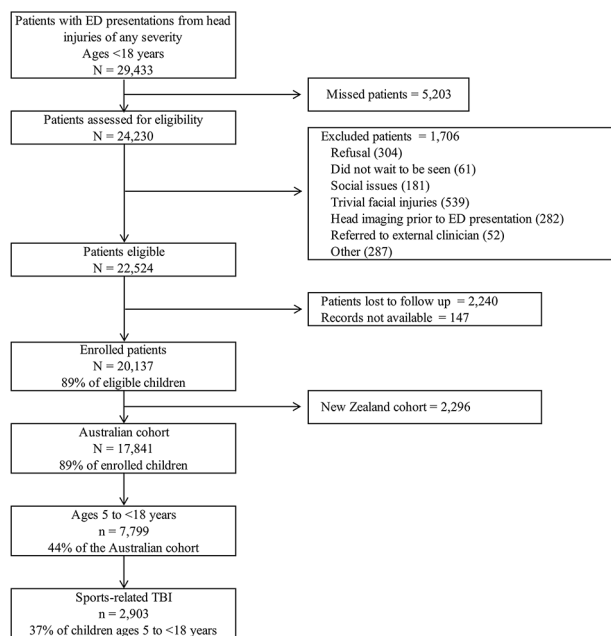 Patients with ED presentations from head
injuries of any severity
Ages <18 years
N = 29,433
Missed patients = 5,203
Patients assessed for eligibility
N = 24,230
Excluded patients = 1,706
Refusal (304)
Did not wait to be seen (61)
Social issues (181)
Trivial facial injuries (539)
Head imaging prior to ED presentation (282)
Referred to external clinician (52)
Other (287)
Patients eligible
N = 22,524
Patients lost to follow up = 2,240
Records not available = 147
Enrolled patients
N = 20,137
89% of eligible children
New Zealand cohort = 2,296
Australian cohort
N = 17,841
89% of enrolled children
Ages 5 to <18 years
n = 7,799
44% of the Australian cohort
Sports-related TBI
n = 2,903
37% of children ages 5 to <18 years